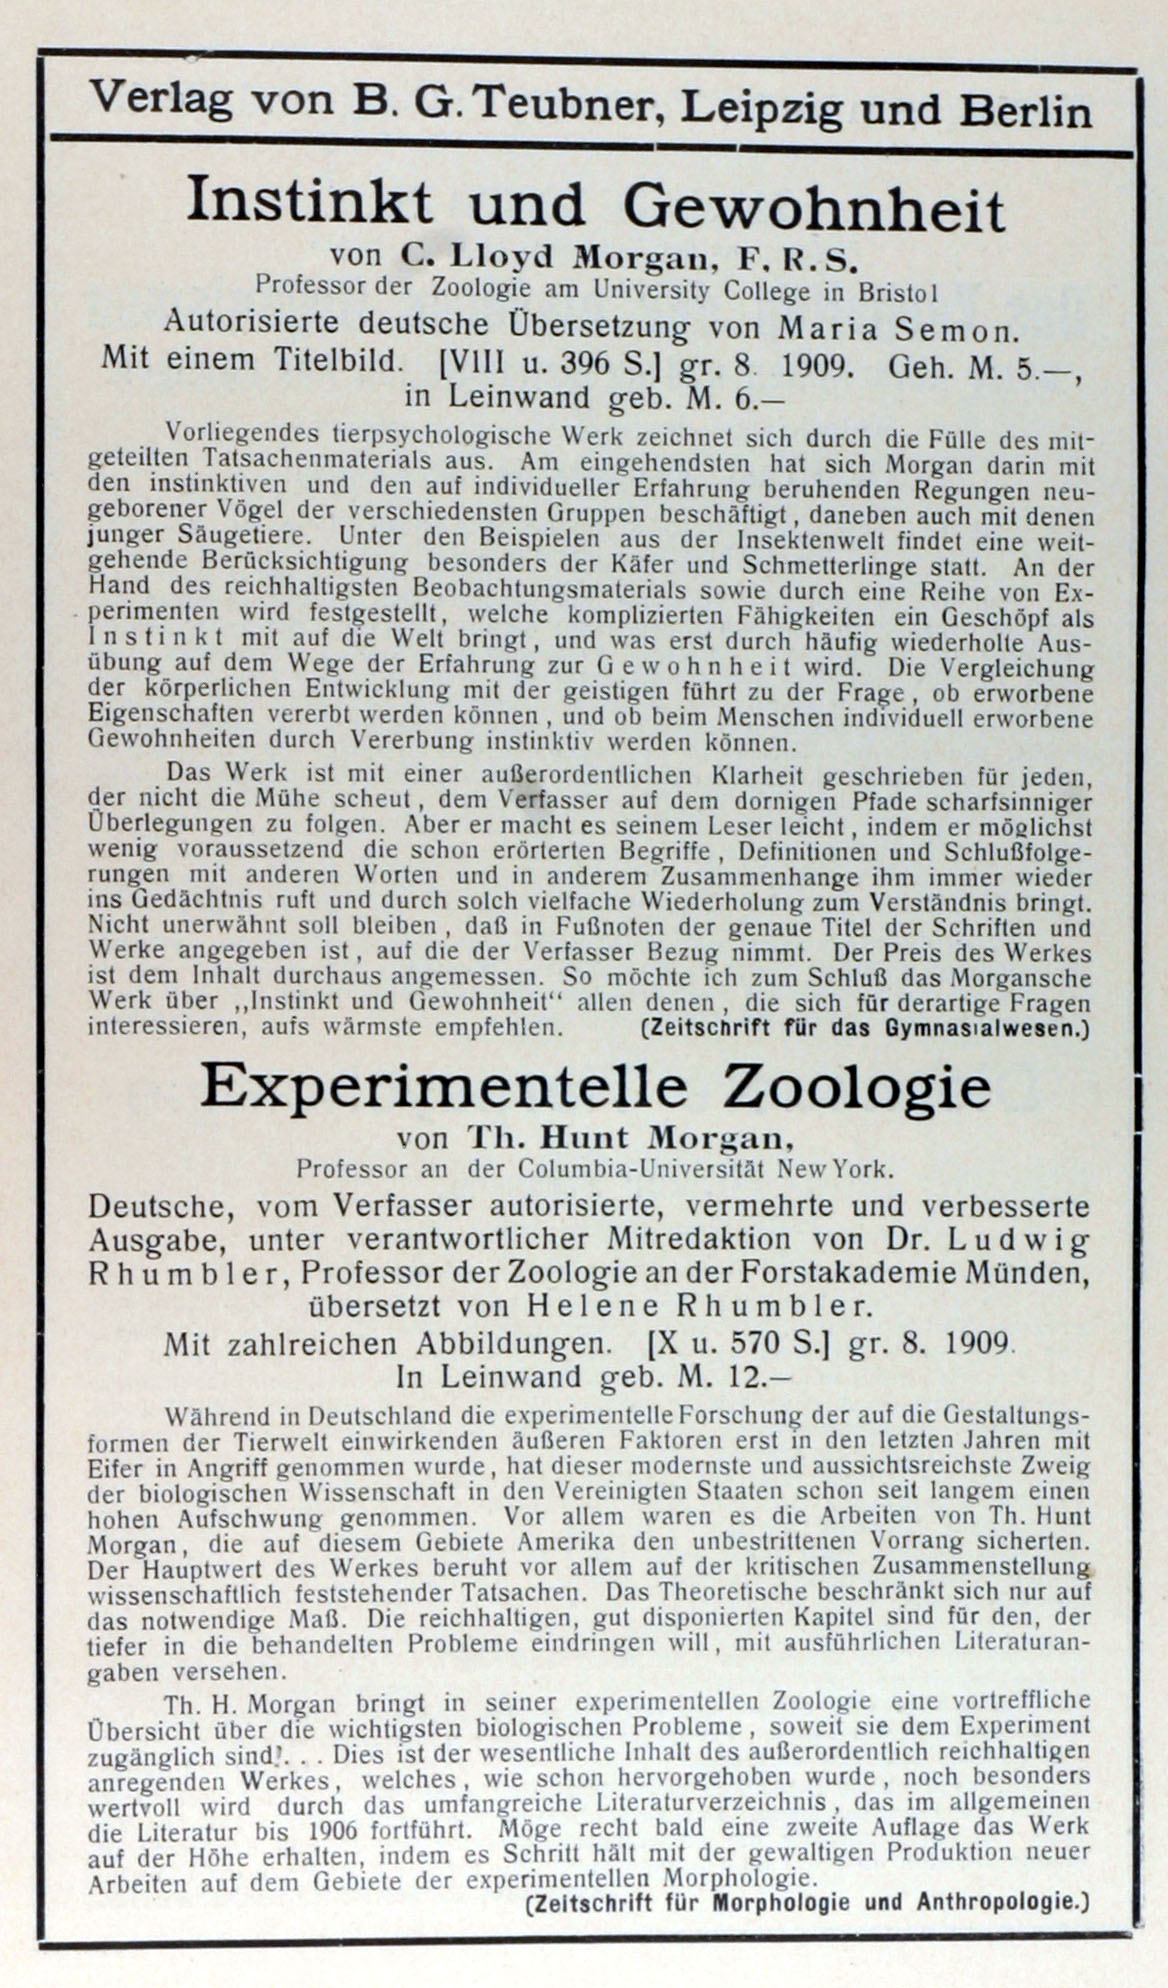 Verlag von B. G. Teubner, Leipzig und Berlin
Instinkt und Gewohnheit
von C. Lloyd Morgan, F. R. S.
Professor der Zoologie am University College in Bristol
Autorisierte deutsche Übersetzung von Maria Semon.
Mit einem Titelbild. [VIII u. 396 S.] gr. 8. 1909. Geh. M. 5.—,
in Leinwand geb. M. 6.—
Vorliegendes tierpsychologische Werk zeichnet sich durch die Fülle des mit-
geteilten Tatsachenmaterials aus. Am eingehendsten hat sich Morgan darin mit
den instinktiven und den auf individueller Erfahrung beruhenden Regungen neu-
geborener Vögel der verschiedensten Gruppen beschäftigt, daneben auch mit denen
junger Säugetiere. Unter den Beispielen aus der Insektenwelt findet eine weit-
gehende Berücksichtigung besonders der Käfer und Schmetterlinge statt. An der
Hand des reichhaltigsten Beobachtungsmaterials sowie durch eine Reihe von Ex-
perimenten wird festgestellt, welche komplizierten Fähigkeiten ein Geschöpf als
Instinkt mit auf die Welt bringt, und was erst durch häufig wiederholte Aus-
übung auf dem Wege der Erfahrung zur Gewohnheit wird. Die Vergleichung
der körperlichen Entwicklung mit der geistigen führt zu der Frage, ob erworbene
Eigenschaften vererbt werden können, und ob beim Menschen individuell erworbene
Gewohnheiten durch Vererbung instinktiv werden können.
Das Werk ist mit einer außerordentlichen Klarheit geschrieben für jeden,
der nicht die Mühe scheut, dem Verfasser auf dem dornigen Pfade scharfsinniger
Überlegungen zu folgen. Aber er macht es seinem Leser leicht, indem er möglichst
wenig voraussetzend die schon erörterten Begriffe, Definitionen und Schlußfolge-
rungen mit anderen Worten und in anderem Zusammenhange ihm immer wieder
ins Gedächtnis ruft und durch solch vielfache Wiederholung zum Verständnis bringt.
Nicht unerwähnt soll bleiben, daß in Fußnoten der genaue Titel der Schriften und
Werke angegeben ist, auf die der Verfasser Bezug nimmt. Der Preis des Werkes
ist dem Inhalt durchaus angemessen. So möchte ich zum Schluß das Morgansche
Werk über „Instinkt und Gewohnheit“ allen denen, die sich für derartige Fragen
interessieren, aufs wärmste empfehlen. (Zeitschrift für das Gymnasialwesen.)
Experimentelle Zoologie
von Th. Hunt Morgan,
Professor an der Columbia-Universität New York.
Deutsche, vom Verfasser autorisierte, vermehrte und verbesserte
Ausgabe, unter verantwortlicher Mitredaktion von Dr. Ludwig
Rhumbler, Professor der Zoologie an der Forstakademie Münden,
übersetzt von Helene Rhumbler.
Mit zahlreichen Abbildungen. [X u. 570 S.] gr. 8. 1909.
In Leinwand geb. M. 12.—
Während in Deutschland die experimentelle Forschung der auf die Gestaltungs-
formen der Tierwelt einwirkenden äußeren Faktoren erst in den letzten Jahren mit
Eifer in Angriff genommen wurde, hat dieser modernste und aussichtsreichste Zweig
der biologischen Wissenschaft in den Vereinigten Staaten schon seit langem einen
hohen Aufschwung genommen. Vor allem waren es die Arbeiten von Th. Hunt
Morgan, die auf diesem Gebiete Amerika den unbestrittenen Vorrang sicherten.
Der Hauptwert des Werkes beruht vor allem auf der kritischen Zusammenstellung
wissenschaftlich feststehender Tatsachen. Das Theoretische beschränkt sich nur auf
das notwendige Maß. Die reichhaltigen, gut disponierten Kapitel sind für den, der
tiefer in die behandelten Probleme eindringen will, mit ausführlichen Literaturan-
gaben versehen.
Th. H. Morgan bringt in seiner experimentellen Zoologie eine vortreffliche
Übersicht über die wichtigsten biologischen Probleme, soweit sie dem Experiment
zugänglich sind!. . . Dies ist der wesentliche Inhalt des außerordentlich reichhaltigen
anregenden Werkes, welches, wie schon hervorgehoben wurde, noch besonders
wertvoll wird durch das umfangreiche Literaturverzeichnis, das im allgemeinen
die Literatur bis 1906 fortführt. Möge recht bald eine zweite Auflage das Werk
auf der Höhe erhalten, indem es Schritt hält mit der gewaltigen Produktion neuer
Arbeiten auf dem Gebiete der experimentellen Morphologie.
(Zeitschrift für Morphologie und Anthropologie.)